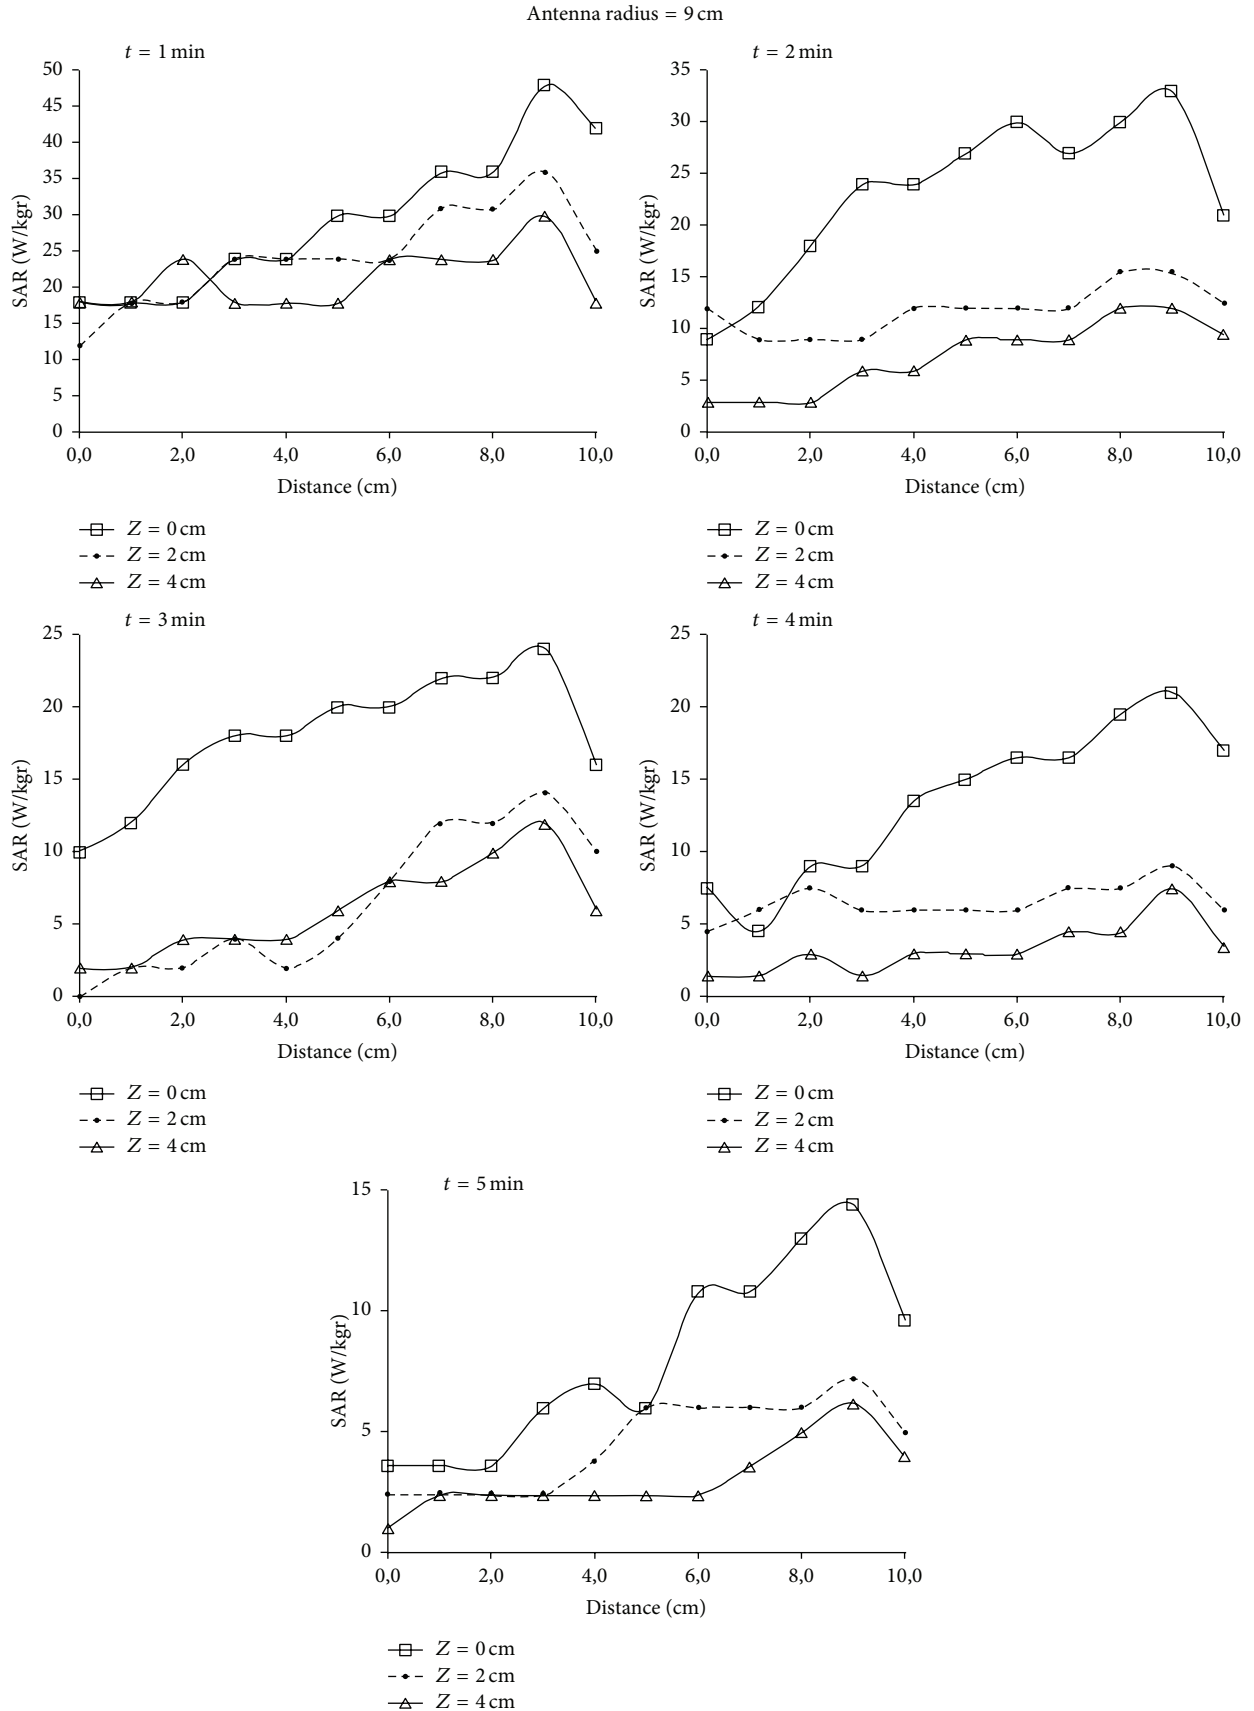 Antenna radius = 9 cm
t = 1 min
50
45
40
35
30
25
20
15
10
5
0
SAR (W/kgr)
0,0 2,0 4,0 6,0 8,0 10,0
Distance (cm)
Z = 0 cm
Z = 2 cm
Z = 4 cm
t = 2 min
35
30
25
20
15
10
5
0
SAR (W/kgr)
0,0 2,0 4,0 6,0 8,0 10,0
Distance (cm)
Z = 0 cm
Z = 2 cm
Z = 4 cm
t = 3 min
25
20
15
10
5
0
SAR (W/kgr)
0,0 2,0 4,0 6,0 8,0 10,0
Distance (cm)
Z = 0 cm
Z = 2 cm
Z = 4 cm
t = 4 min
25
20
15
10
5
0
SAR (W/kgr)
0,0 2,0 4,0 6,0 8,0 10,0
Distance (cm)
Z = 0 cm
Z = 2 cm
Z = 4 cm
t = 5 min
15
10
5
0
SAR (W/kgr)
0,0 2,0 4,0 6,0 8,0 10,0
Distance (cm)
Z = 0 cm
Z = 2 cm
Z = 4 cm